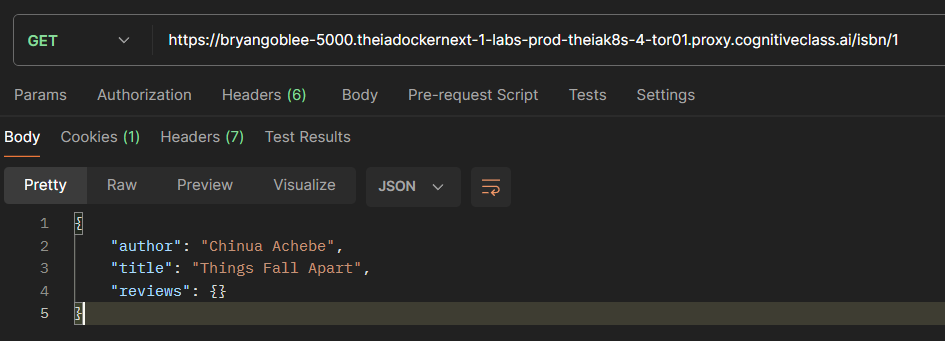 GET https://bryangoblee-5000.theiadockernext-1-labs-prod-theiak8s-4-tor01.proxy.cognitiveclass.ai/isbn/1
Params Authorization Headers (6) Body Pre-request Script Tests Settings
Body Cookies (1) Headers (7) Test Results
Pretty Raw Preview Visualize JSON
1 {
2 "author": "Chinua Achebe",
3 "title": "Things Fall Apart",
4 "reviews": {}
5 }